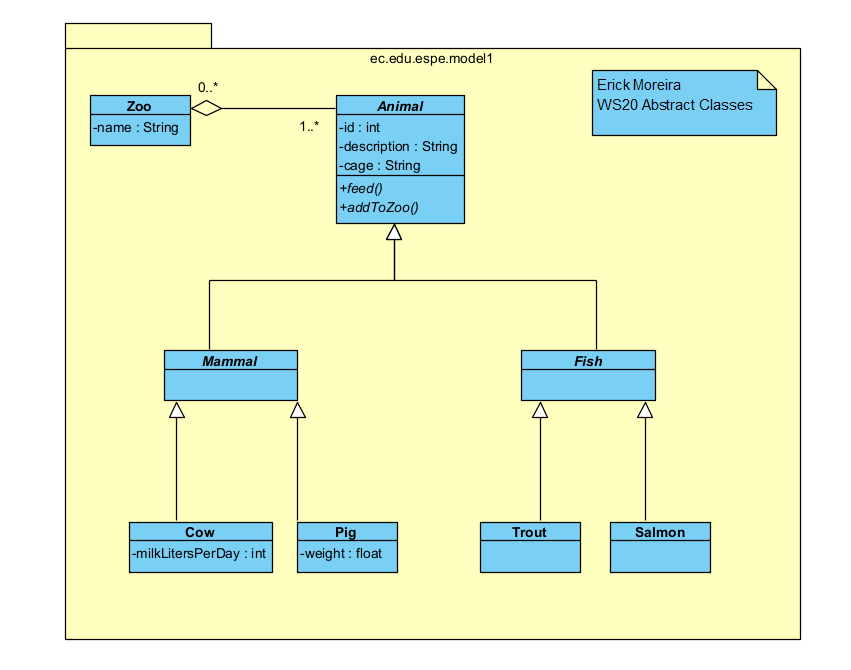 ec.edu.espe.model1
Erick Moreira
WS20 Abstract Classes
0..*
1..*
Zoo
-name : String
Animal
-id : int
-description : String
-cage : String
+feed()
+addToZoo()
Mammal
Fish
Cow
-milkLitersPerDay : int
Pig
-weight : float
Trout
Salmon